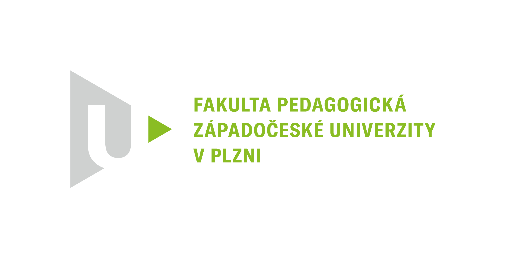 FAKULTA PEDAGOGICKÁ
ZÁPADOČESKÉ UNIVERZITY
V PLZNI